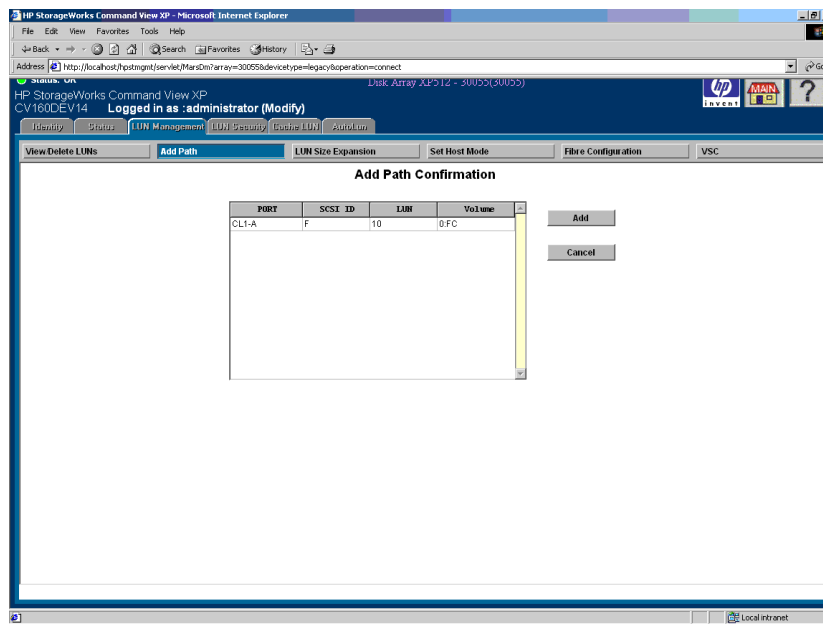 HP StorageWorks Command View XP - Microsoft Internet Explorer
File Edit View Favorites Tools Help
Back Search Favorites History
Address http://localhost/hpstmgmt/servlet/MarsDm?array=30055&devicetype=legacy&operation=connect Go
Status: OK Disk Array XP512 - 30055(30055)
HP StorageWorks Command View XP
CV160DEV14 Logged in as :administrator (Modify)
hp invent MAIN ?
Identity Status LUN Management LUN Security Cache LUN AutoLun
View/Delete LUNs Add Path LUN Size Expansion Set Host Mode Fibre Configuration VSC
Add Path Confirmation
PORT SCSI ID LUN Volume
CL1-A F 10 0:FC
Add
Cancel
Local intranet